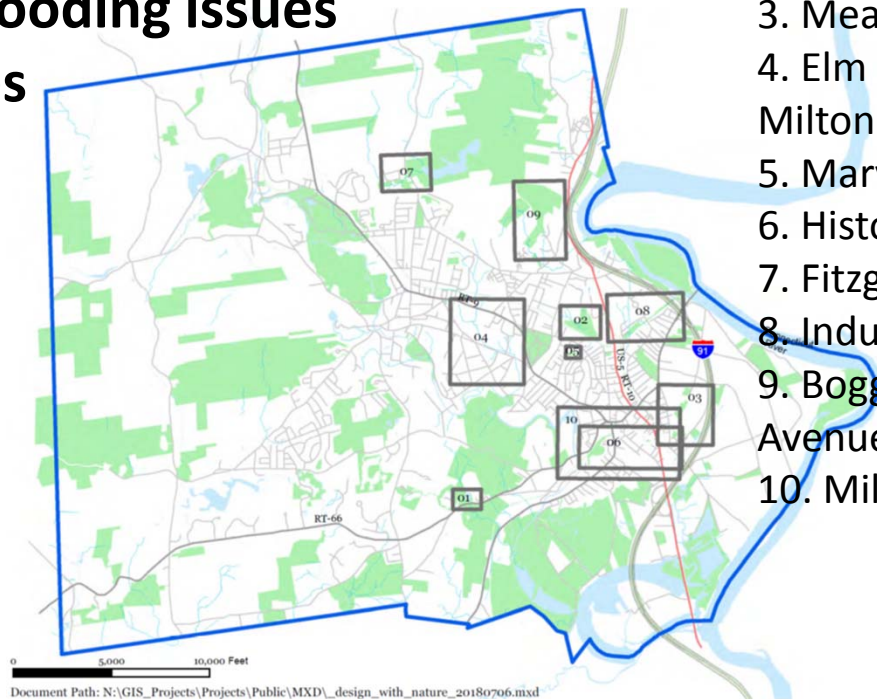 ooding Issues
s
3. Mea
4. Elm
Milton
5. Mar
6. Histo
7. Fitzg
8. Indu
9. Bogg
Avenue
10. Mil
07
09
RT-9
08
02
04
05
91
US-5 RT-10
03
10
06
01
RT-66
0 5,000 10,000 Feet
Document Path: N:\GIS_Projects\Projects\Public\MXD\_design_with_nature_20180706.mxd